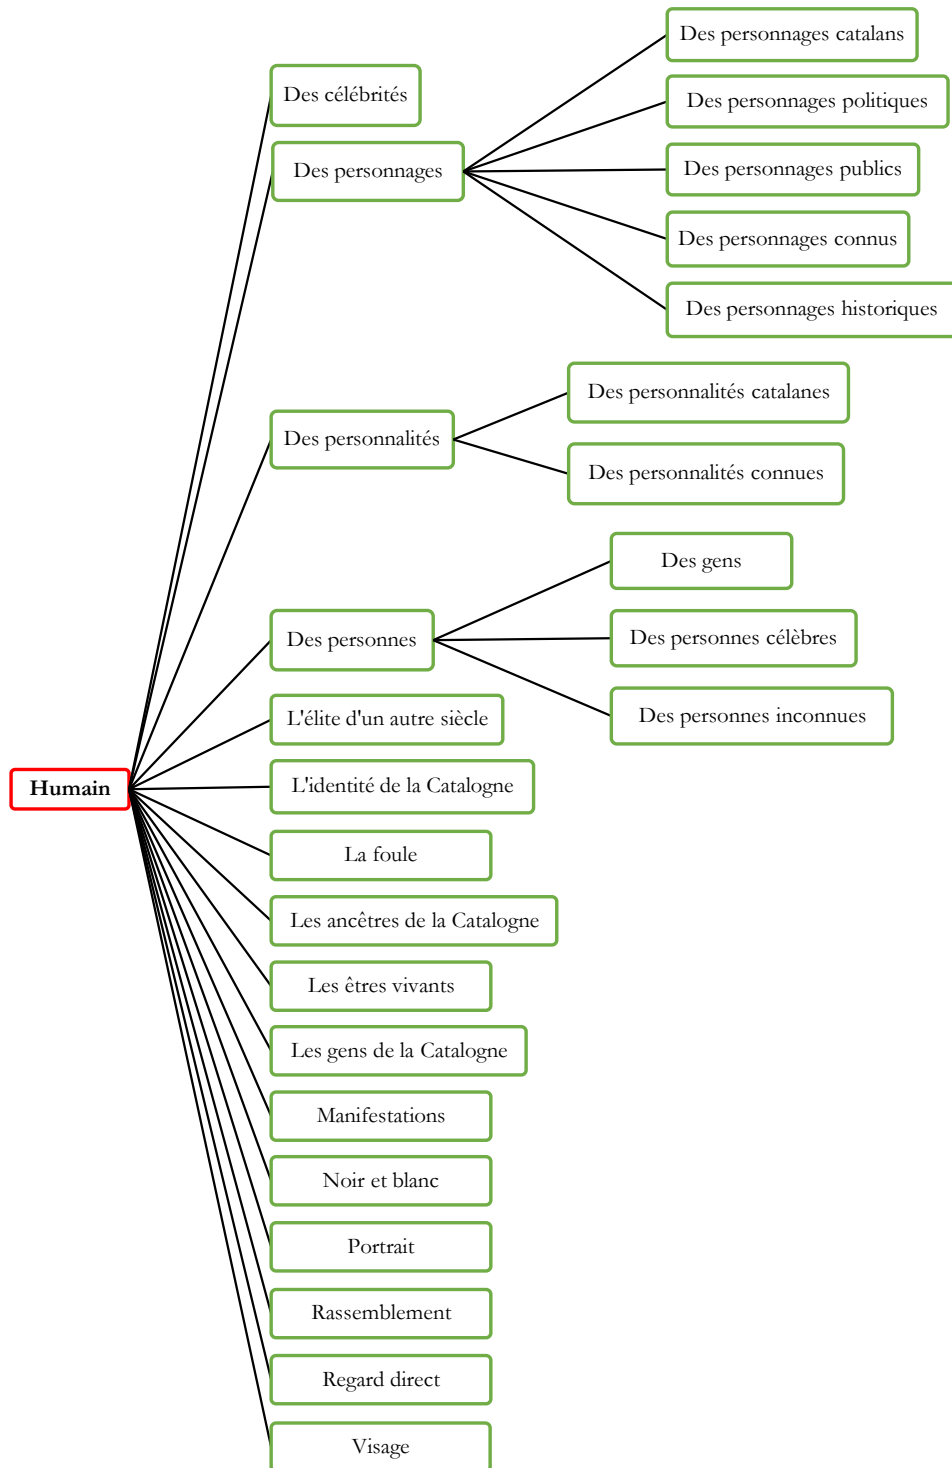 Humain
Des célébrités
Des personnages
Des personnages catalans
Des personnages politiques
Des personnages publics
Des personnages connus
Des personnages historiques
Des personnalités
Des personnalités catalanes
Des personnalités connues
Des personnes
Des gens
Des personnes célèbres
Des personnes inconnues
L'élite d'un autre siècle
L'identité de la Catalogne
La foule
Les ancêtres de la Catalogne
Les êtres vivants
Les gens de la Catalogne
Manifestations
Noir et blanc
Portrait
Rassemblement
Regard direct
Visage